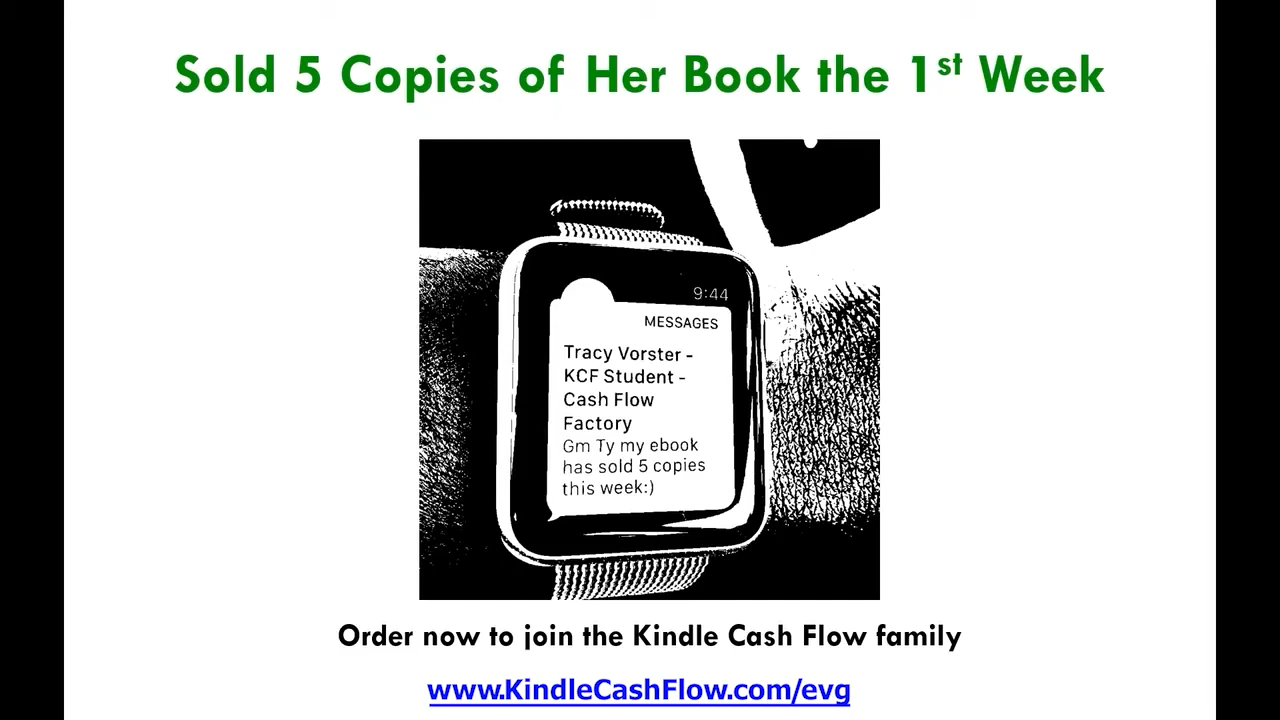 Sold 5 Copies of Her Book the 1st Week
9:44
MESSAGES
Tracy Vorster -
KCF Student -
Cash Flow
Factory
Gm Ty my ebook
has sold 5 copies
this week:)
Order now to join the Kindle Cash Flow family
www.KindleCashFlow.com/evg